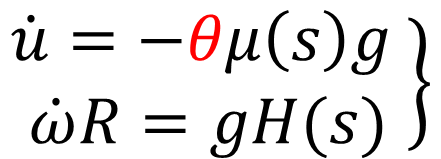 u̇ = −θμ(s)g
ω̇R = gH(s) }